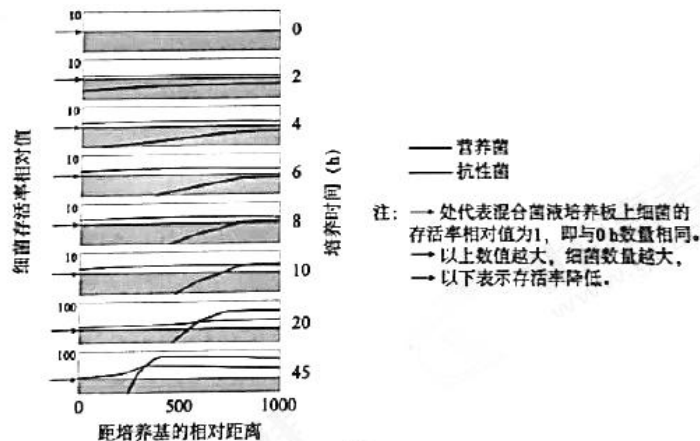 10
0
10
2
10
4
10
6
10
8
10
10
100
20
100
45
0 500 1000
距培养基的相对距离
细菌存活率相对值
培养时间（h）
营养菌
抗性菌
注：→处代表混合菌液培养板上细菌的
存活率相对值为1，即与0 h数量相同。
→以上数值越大，细菌数量越大，
→以下表示存活率降低。